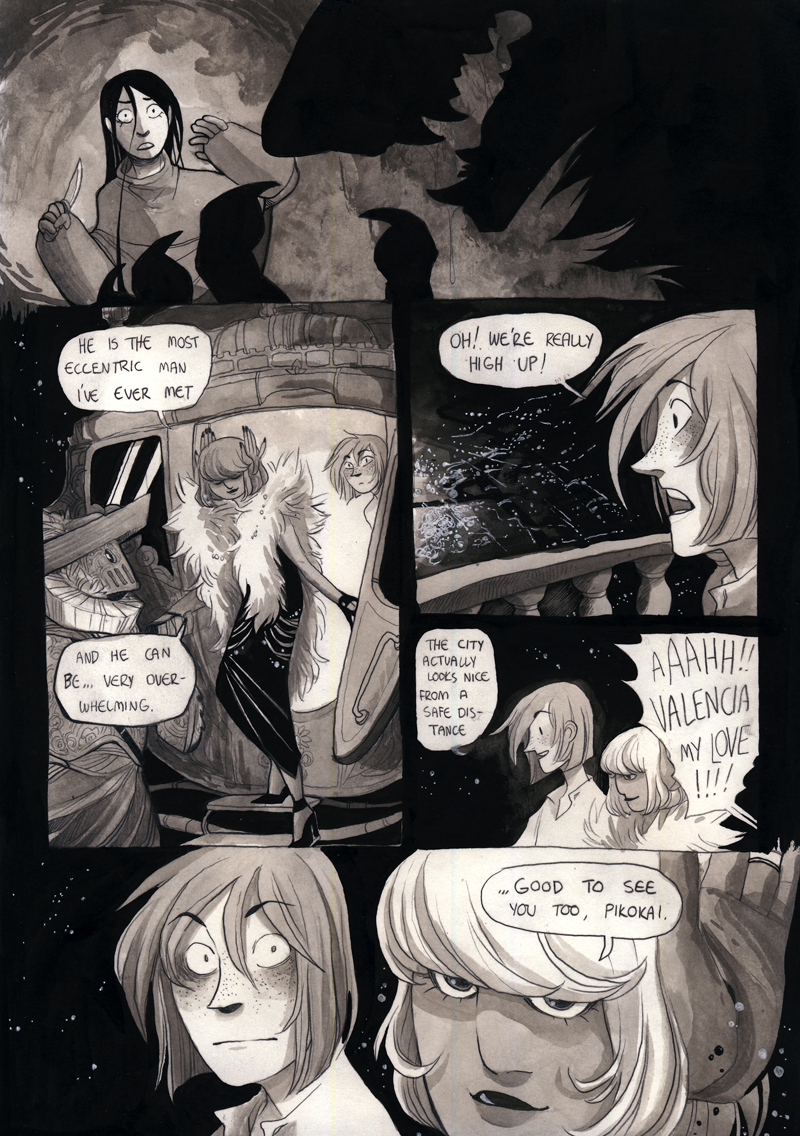 HE IS THE MOST
ECCENTRIC MAN
I'VE EVER MET
AND HE CAN
BE... VERY OVER-
WHELMING.
OH! WE'RE REALLY
HIGH UP!
THE CITY
ACTUALLY
LOOKS NICE
FROM A
SAFE DIS-
TANCE
AAAHH!!
VALENCIA
MY LOVE
!!!!
...GOOD TO SEE
YOU TOO, PIKOKAI.